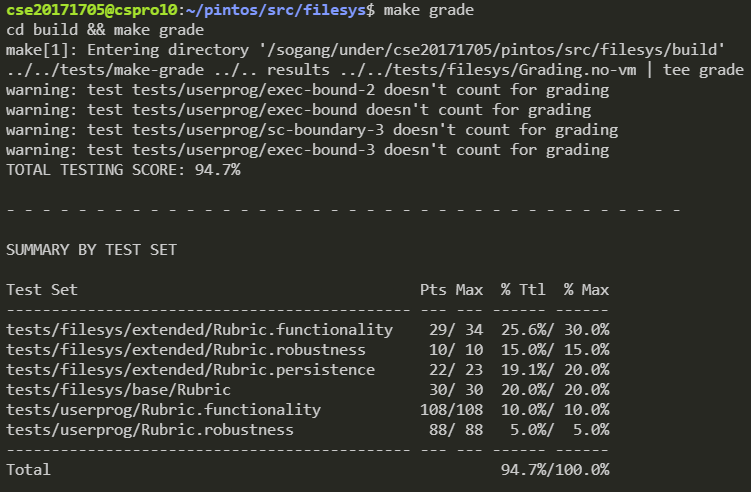 cse20171705@cspro10:~/pintos/src/filesys$ make grade
cd build && make grade
make[1]: Entering directory '/sogang/under/cse20171705/pintos/src/filesys/build'
../../tests/make-grade ../.. results ../../tests/filesys/Grading.no-vm | tee grade
warning: test tests/userprog/exec-bound-2 doesn't count for grading
warning: test tests/userprog/exec-bound doesn't count for grading
warning: test tests/userprog/sc-boundary-3 doesn't count for grading
warning: test tests/userprog/exec-bound-3 doesn't count for grading
TOTAL TESTING SCORE: 94.7%
- - - - - - - - - - - - - - - - - - - - - - - - - - - - - - - - - - - - - -
SUMMARY BY TEST SET
Test Set                                      Pts Max  % Ttl  % Max
--------------------------------------------- --- --- ------ ------
tests/filesys/extended/Rubric.functionality    29/ 34  25.6%/ 30.0%
tests/filesys/extended/Rubric.robustness       10/ 10  15.0%/ 15.0%
tests/filesys/extended/Rubric.persistence      22/ 23  19.1%/ 20.0%
tests/filesys/base/Rubric                      30/ 30  20.0%/ 20.0%
tests/userprog/Rubric.functionality           108/108  10.0%/ 10.0%
tests/userprog/Rubric.robustness               88/ 88   5.0%/  5.0%
--------------------------------------------- --- --- ------ ------
Total                                                  94.7%/100.0%